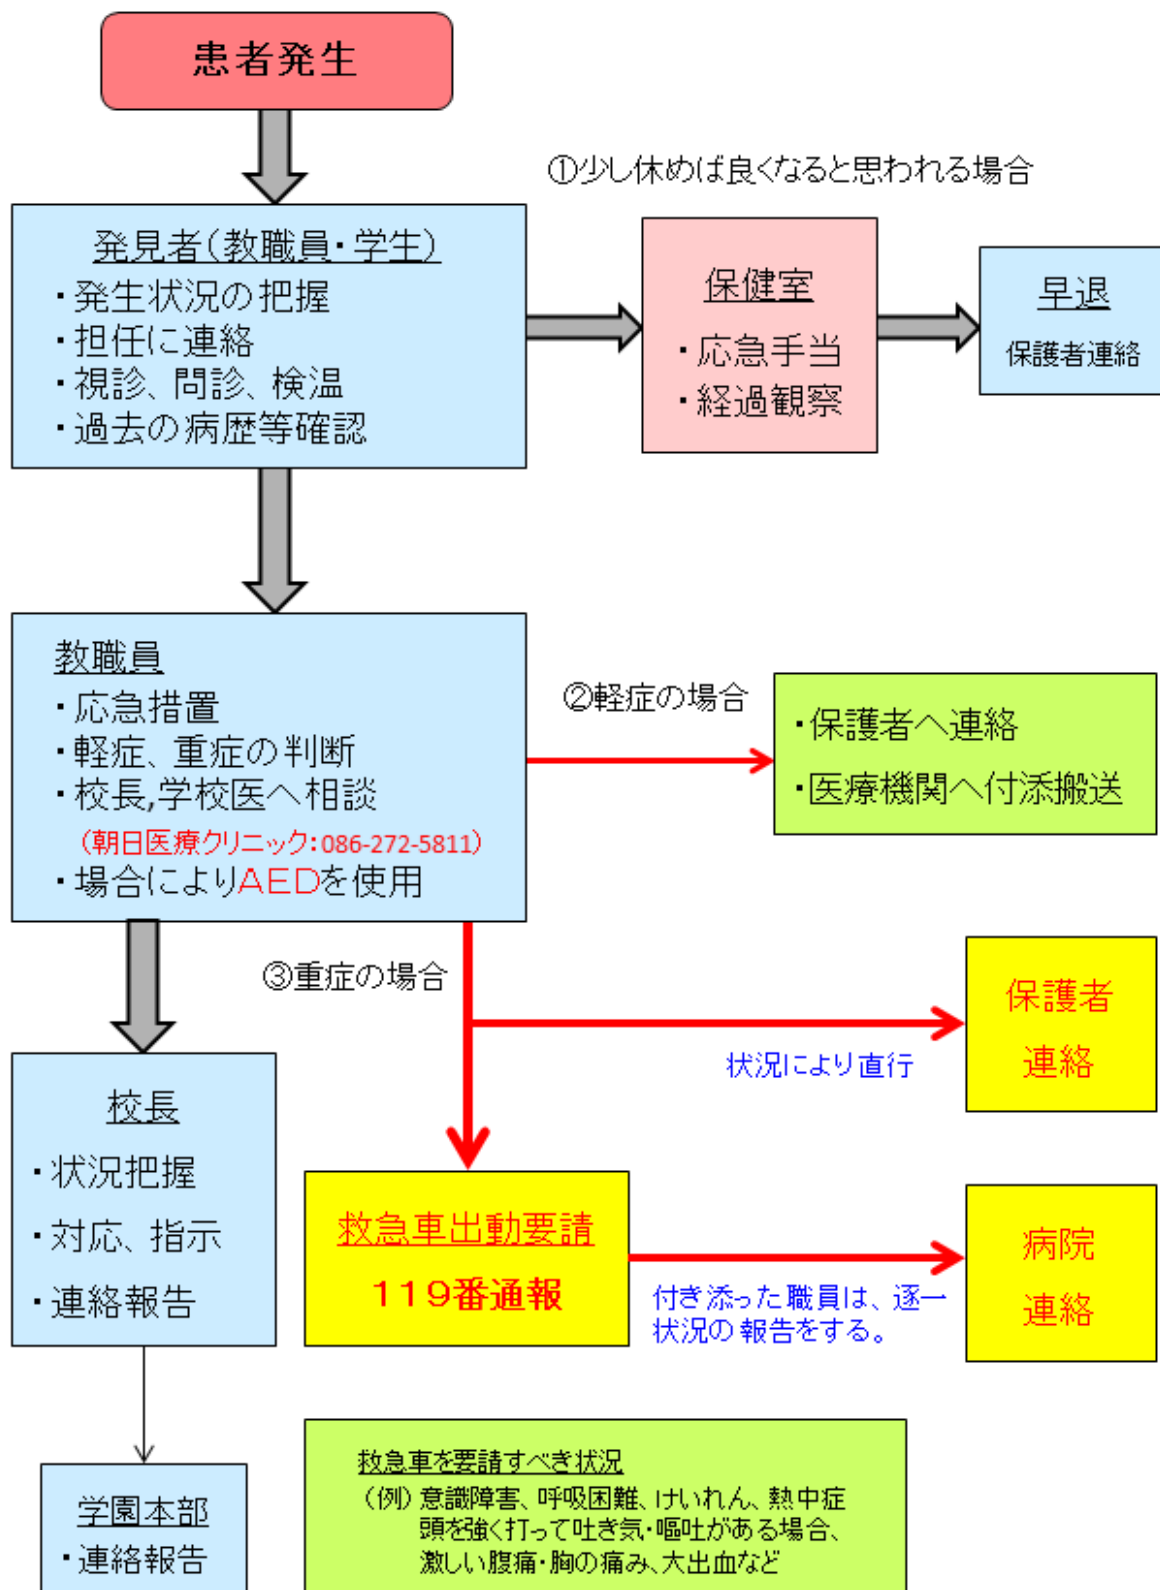 患者発生
①少し休めば良くなると思われる場合
発見者(教職員・学生)
・発生状況の把握
・担任に連絡
・視診、問診、検温
・過去の病歴等確認
保健室
・応急手当
・経過観察
早退
保護者連絡
教職員
・応急措置
・軽症、重症の判断
・校長,学校医へ相談
(朝日医療クリニック:086-272-5811)
・場合によりAEDを使用
②軽症の場合
・保護者へ連絡
・医療機関へ付添搬送
③重症の場合
保護者
連絡
状況により直行
校長
・状況把握
・対応、指示
・連絡報告
救急車出動要請
119番通報
付き添った職員は、逐一
状況の報告をする。
病院
連絡
学園本部
・連絡報告
救急車を要請すべき状況
(例)意識障害、呼吸困難、けいれん、熱中症
頭を強く打って吐き気・嘔吐がある場合、
激しい腹痛・胸の痛み、大出血など